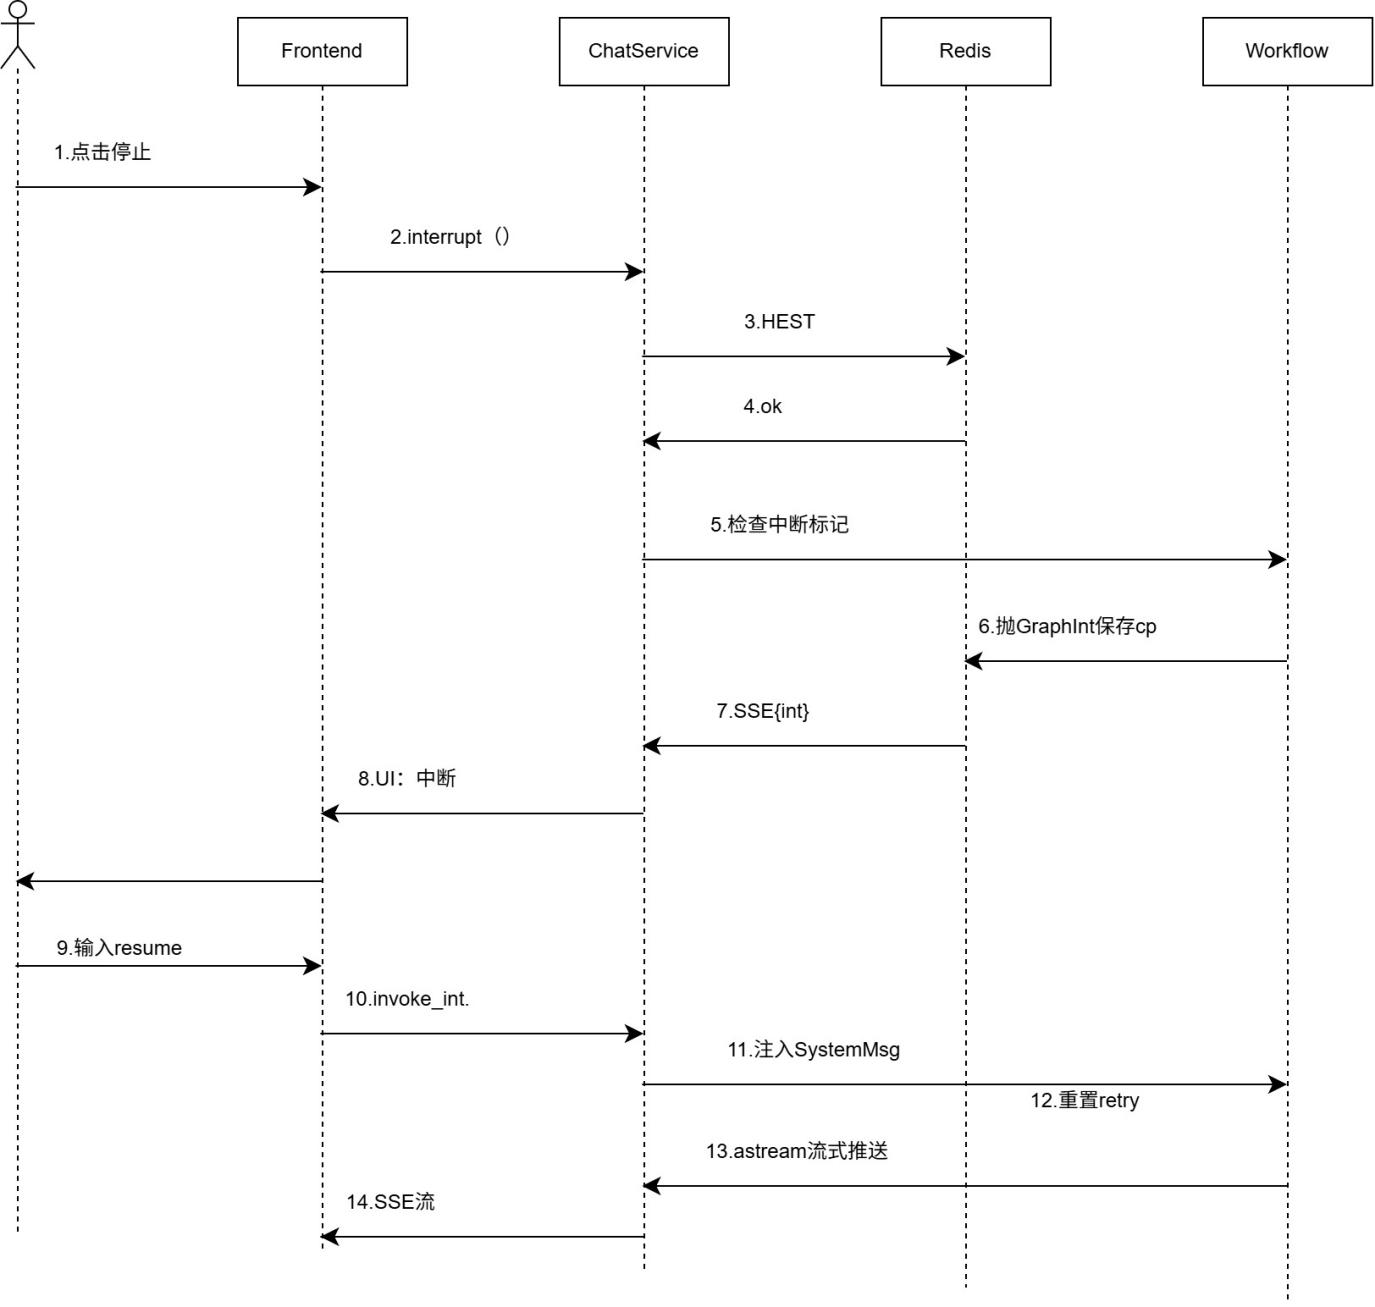 Frontend
ChatService
Redis
Workflow
1.点击停止
2.interrupt（）
3.HEST
4.ok
5.检查中断标记
6.抛GraphInt保存cp
7.SSE{int}
8.UI：中断
9.输入resume
10.invoke_int.
11.注入SystemMsg
12.重置retry
13.astream流式推送
14.SSE流